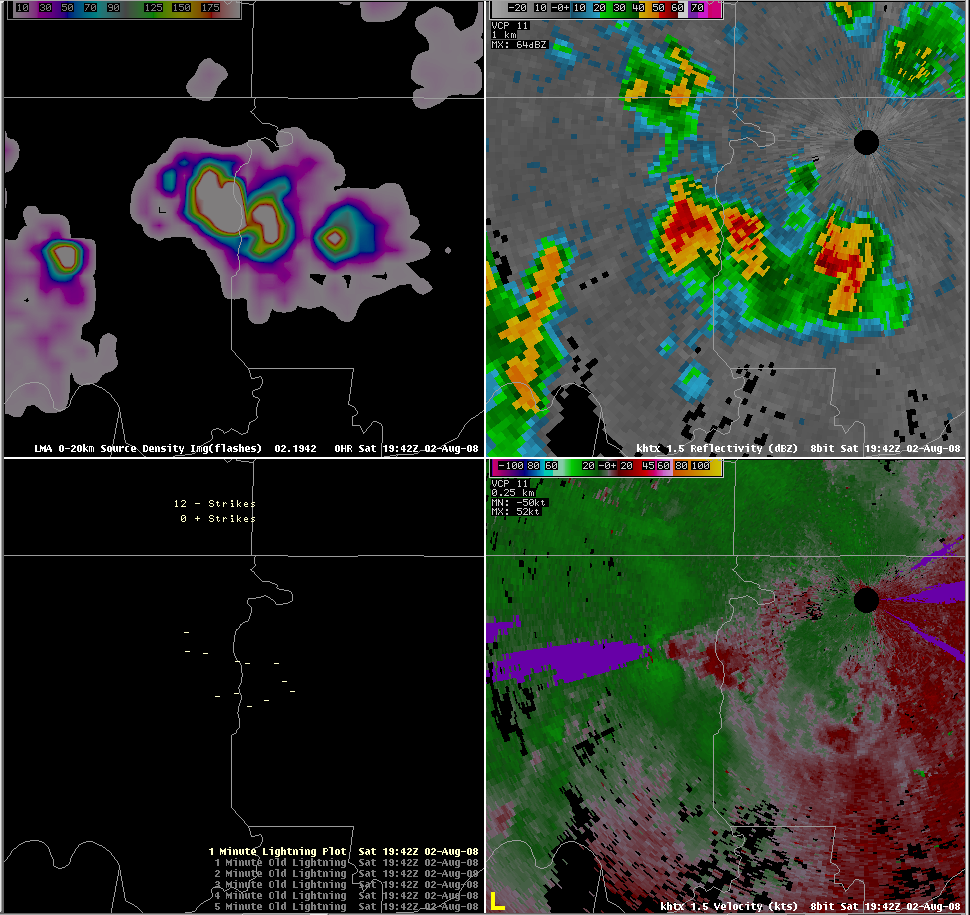 10 30 50 70 90 125 150 175
LMA 0-20km Source Density Img(flashes) 02.1942 0HR Sat 19:42Z 02-Aug-08
-20 10 -0+ 10 20 30 40 50 60 70
VCP 11
1 km
MX: 64dBZ
khtx 1.5 Reflectivity (dBZ) 8bit Sat 19:42Z 02-Aug-08
12 - Strikes
0 + Strikes
1 Minute Lightning Plot Sat 19:42Z 02-Aug-08
1 Minute Old Lightning Sat 19:42Z 02-Aug-08
2 Minute Old Lightning Sat 19:42Z 02-Aug-08
3 Minute Old Lightning Sat 19:42Z 02-Aug-08
4 Minute Old Lightning Sat 19:42Z 02-Aug-08
5 Minute Old Lightning Sat 19:42Z 02-Aug-08
-100 80 60 20 -0+ 20 45 60 80 100
VCP 11
0.25 km
MN: -50kt
MX: 52kt
L
khtx 1.5 Velocity (kts) 8bit Sat 19:42Z 02-Aug-08